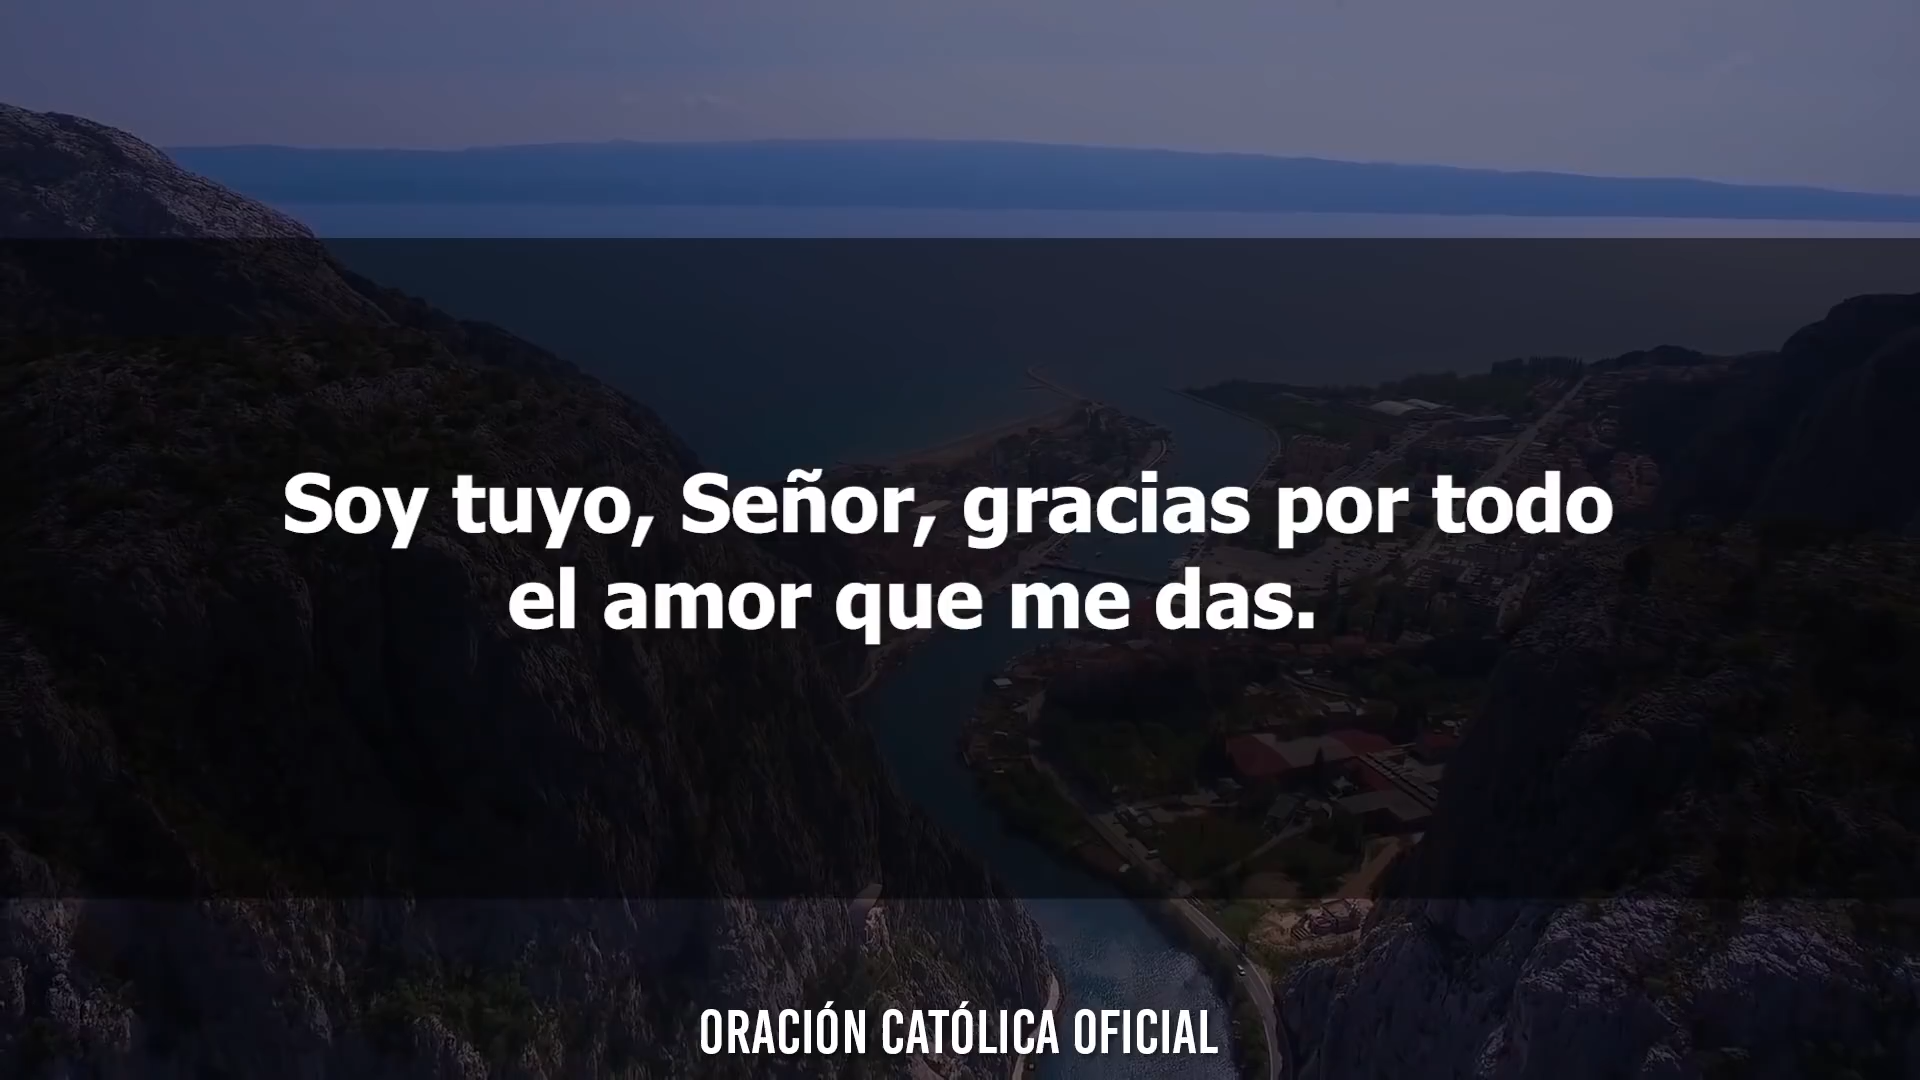 Soy tuyo, Señor, gracias por todo
el amor que me das.
ORACIÓN CATÓLICA OFICIAL